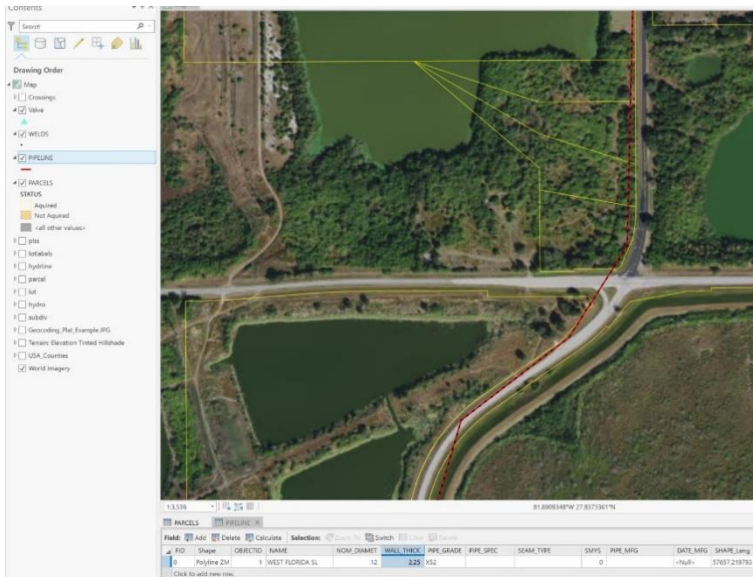 Contents
Search
Drawing Order
Map
Crossings
Valve
WELDS
PIPELINE
PARCELS
STATUS
Aquired
Not Aquired
<all other values>
plss
lotlabels
hydrline
parcel
lot
hydro
subdiv
Geocoding_Plat_Example.JPG
Terrain: Elevation Tinted Hillshade
USA_Counties
World Imagery
1:3,536
81.8909348°W 27.8373361°N
PARCELS PIPELINE
Field: Add Delete Calculate Selection: Zoom To Switch Clear Delete
FID Shape OBJECTID NAME NOM_DIAMET WALL_THICK PIPE_GRADE PIPE_SPEC SEAM_TYPE SMYS PIPE_MFG DATE_MFG SHAPE_Leng
0 Polyline ZM 1 WEST FLORIDA SL 12 2.25 X52 0 <Null> 57637.219793
Click to add new row.